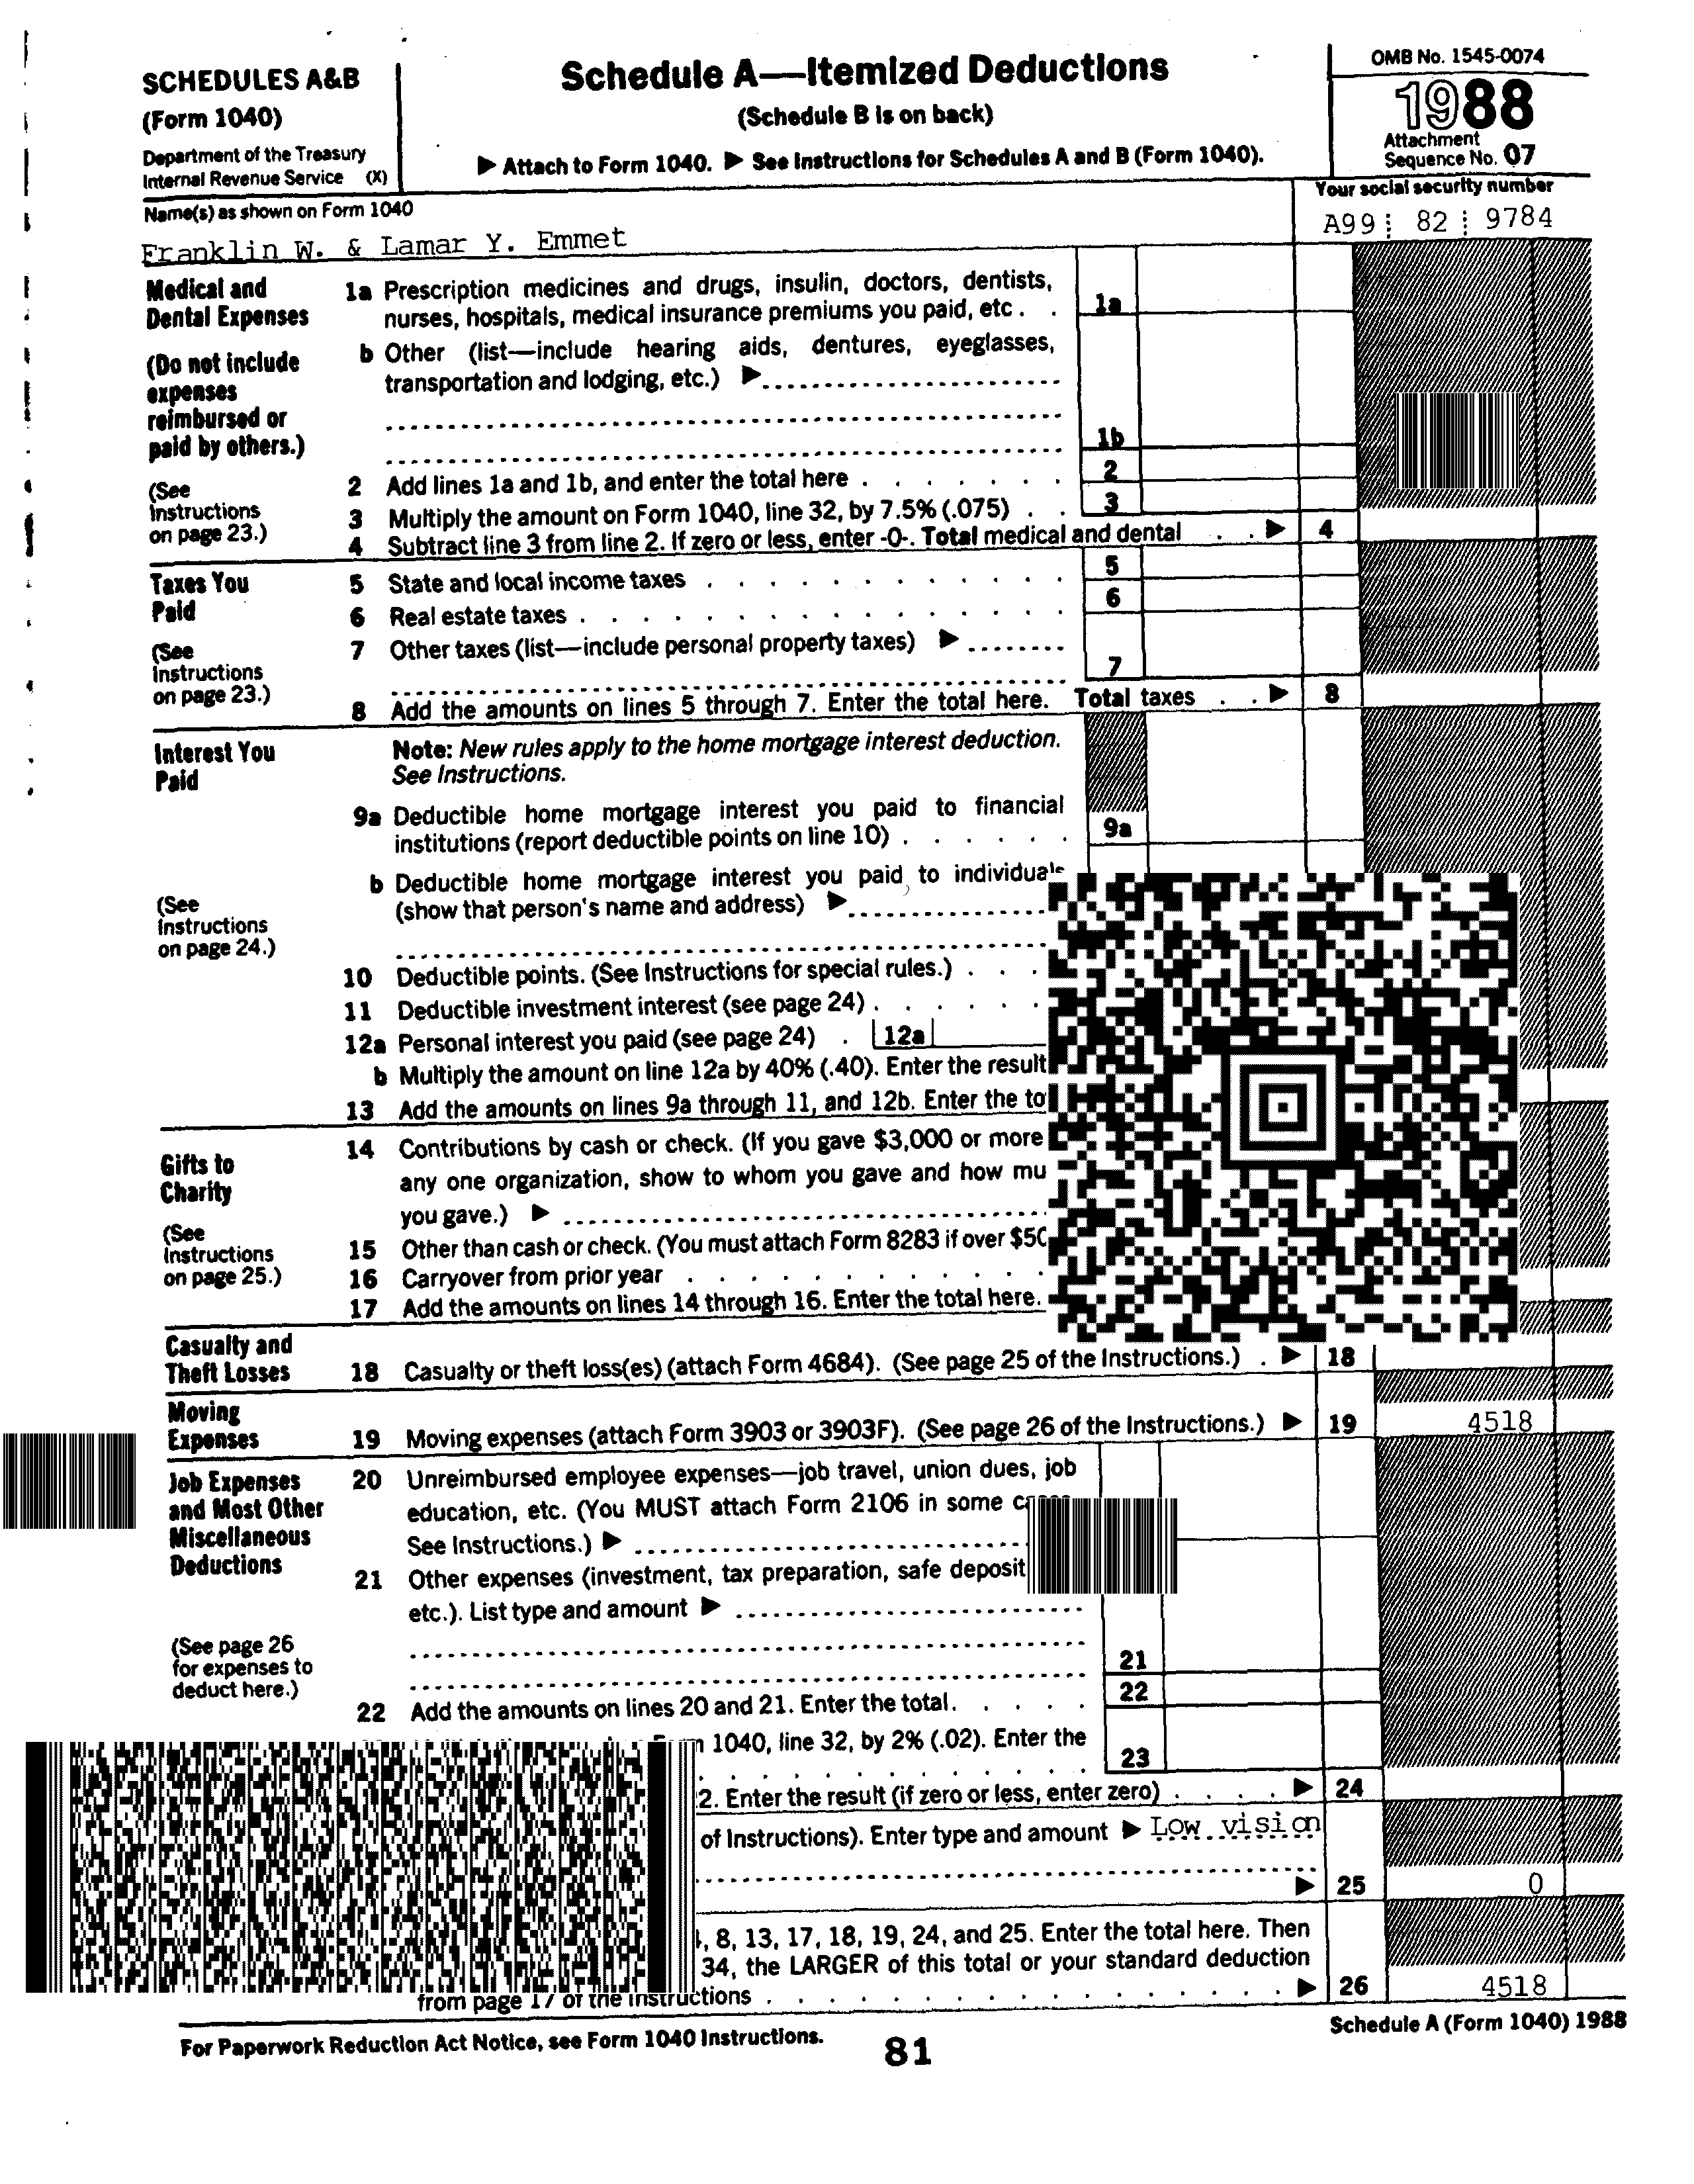 SCHEDULES A&B
(Form 1040)
Department of the Treasury
Internal Revenue Service (X)
Schedule A—Itemized Deductions
(Schedule B is on back)
▶ Attach to Form 1040. ▶ See Instructions for Schedules A and B (Form 1040).
OMB No. 1545-0074
1988
Attachment
Sequence No. 07
Name(s) as shown on Form 1040
Your social security number
Franklin W. & Lamar Y. Emmet
A99 82 9784
Medical and
Dental Expenses
(Do not include
expenses
reimbursed or
paid by others.)
(See
Instructions
on page 23.)
1a Prescription medicines and drugs, insulin, doctors, dentists,
nurses, hospitals, medical insurance premiums you paid, etc . . 1a
b Other (list—include hearing aids, dentures, eyeglasses,
transportation and lodging, etc.) ▶
1b
2 Add lines 1a and 1b, and enter the total here . . . . . . . 2
3 Multiply the amount on Form 1040, line 32, by 7.5% (.075) . . 3
4 Subtract line 3 from line 2. If zero or less, enter -0-. Total medical and dental . . ▶ 4
Taxes You
Paid
(See
Instructions
on page 23.)
5 State and local income taxes . . . . . . . . . . . . 5
6 Real estate taxes . . . . . . . . . . . . . . . . 6
7 Other taxes (list—include personal property taxes) ▶
7
8 Add the amounts on lines 5 through 7. Enter the total here. Total taxes . . ▶ 8
Interest You
Paid
(See
Instructions
on page 24.)
Note: New rules apply to the home mortgage interest deduction.
See Instructions.
9a Deductible home mortgage interest you paid to financial
institutions (report deductible points on line 10) . . . . . . 9a
b Deductible home mortgage interest you paid to individuals
(show that person's name and address) ▶
10 Deductible points. (See Instructions for special rules.) . . .
11 Deductible investment interest (see page 24) . . . . . .
12a Personal interest you paid (see page 24) . 12a
b Multiply the amount on line 12a by 40% (.40). Enter the result
13 Add the amounts on lines 9a through 11, and 12b. Enter the to
Gifts to
Charity
(See
Instructions
on page 25.)
14 Contributions by cash or check. (If you gave $3,000 or more
any one organization, show to whom you gave and how mu
you gave.) ▶
15 Other than cash or check. (You must attach Form 8283 if over $50
16 Carryover from prior year . . . . . . . . . . . .
17 Add the amounts on lines 14 through 16. Enter the total here.
Casualty and
Theft Losses
18 Casualty or theft loss(es) (attach Form 4684). (See page 25 of the Instructions.) . ▶ 18
Moving
Expenses
19 Moving expenses (attach Form 3903 or 3903F). (See page 26 of the Instructions.) ▶ 19 4518
Job Expenses
and Most Other
Miscellaneous
Deductions
(See page 26
for expenses to
deduct here.)
20 Unreimbursed employee expenses—job travel, union dues, job
education, etc. (You MUST attach Form 2106 in some
See Instructions.) ▶
21 Other expenses (investment, tax preparation, safe deposit
etc.). List type and amount ▶
21
22 Add the amounts on lines 20 and 21. Enter the total. . . . . 22
1040, line 32, by 2% (.02). Enter the
23
2. Enter the result (if zero or less, enter zero) . . . . ▶ 24
of Instructions). Enter type and amount ▶ Low vision
▶ 25 0
, 8, 13, 17, 18, 19, 24, and 25. Enter the total here. Then
34, the LARGER of this total or your standard deduction
from page 17 of the Instructions . . . . . . . . . . . . . . . . ▶ 26 4518
For Paperwork Reduction Act Notice, see Form 1040 Instructions.
81
Schedule A (Form 1040) 1988